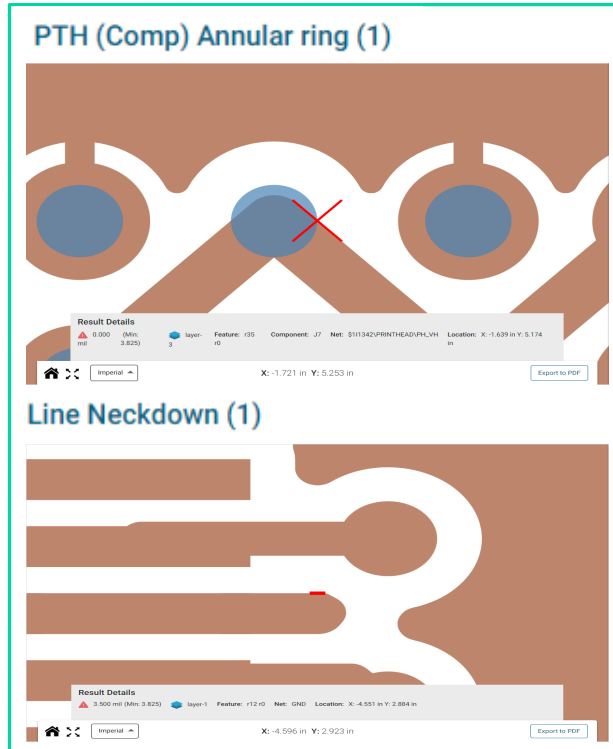 PTH (Comp) Annular ring (1)
Result Details
0.000 mil (Min: 3.825) layer-3 Feature: r35 r0 Component: J7 Net: $1I1342\PRINTHEAD\PH_VH Location: X: -1.639 in Y: 5.174 in
Imperial X: -1.721 in Y: 5.253 in Export to PDF
Line Neckdown (1)
Result Details
3.500 mil (Min: 3.825) layer-1 Feature: r12 r0 Net: GND Location: X: -4.551 in Y: 2.884 in
Imperial X: -4.596 in Y: 2.923 in Export to PDF